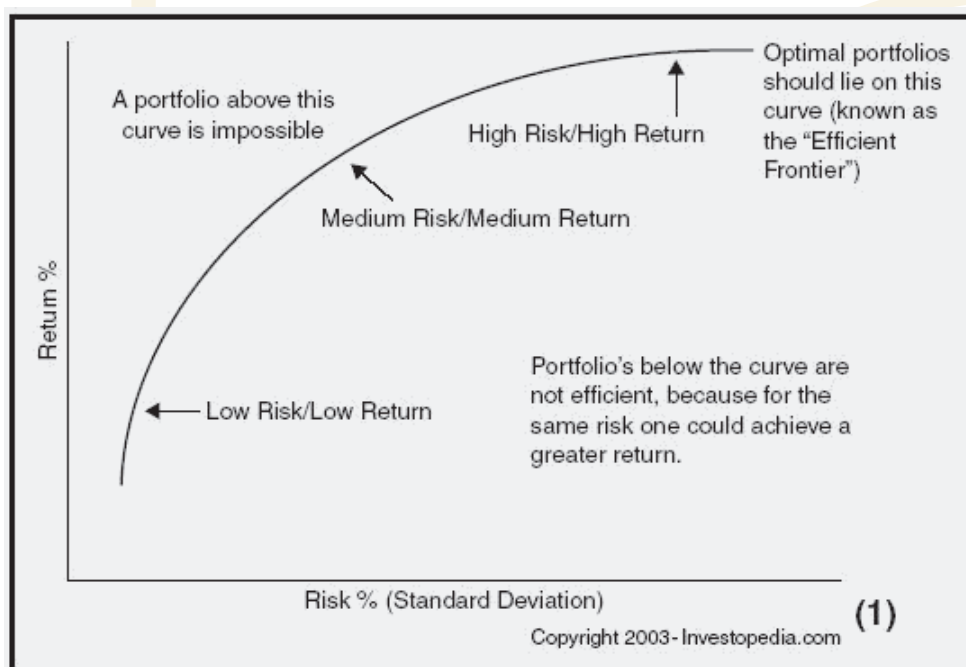 A portfolio above this
curve is impossible
Optimal portfolios
should lie on this
curve (known as
the “Efficient
Frontier”)
High Risk/High Return
Medium Risk/Medium Return
Return %
Low Risk/Low Return
Portfolio's below the curve are
not efficient, because for the
same risk one could achieve a
greater return.
Risk % (Standard Deviation)
(1)
Copyright 2003- Investopedia.com